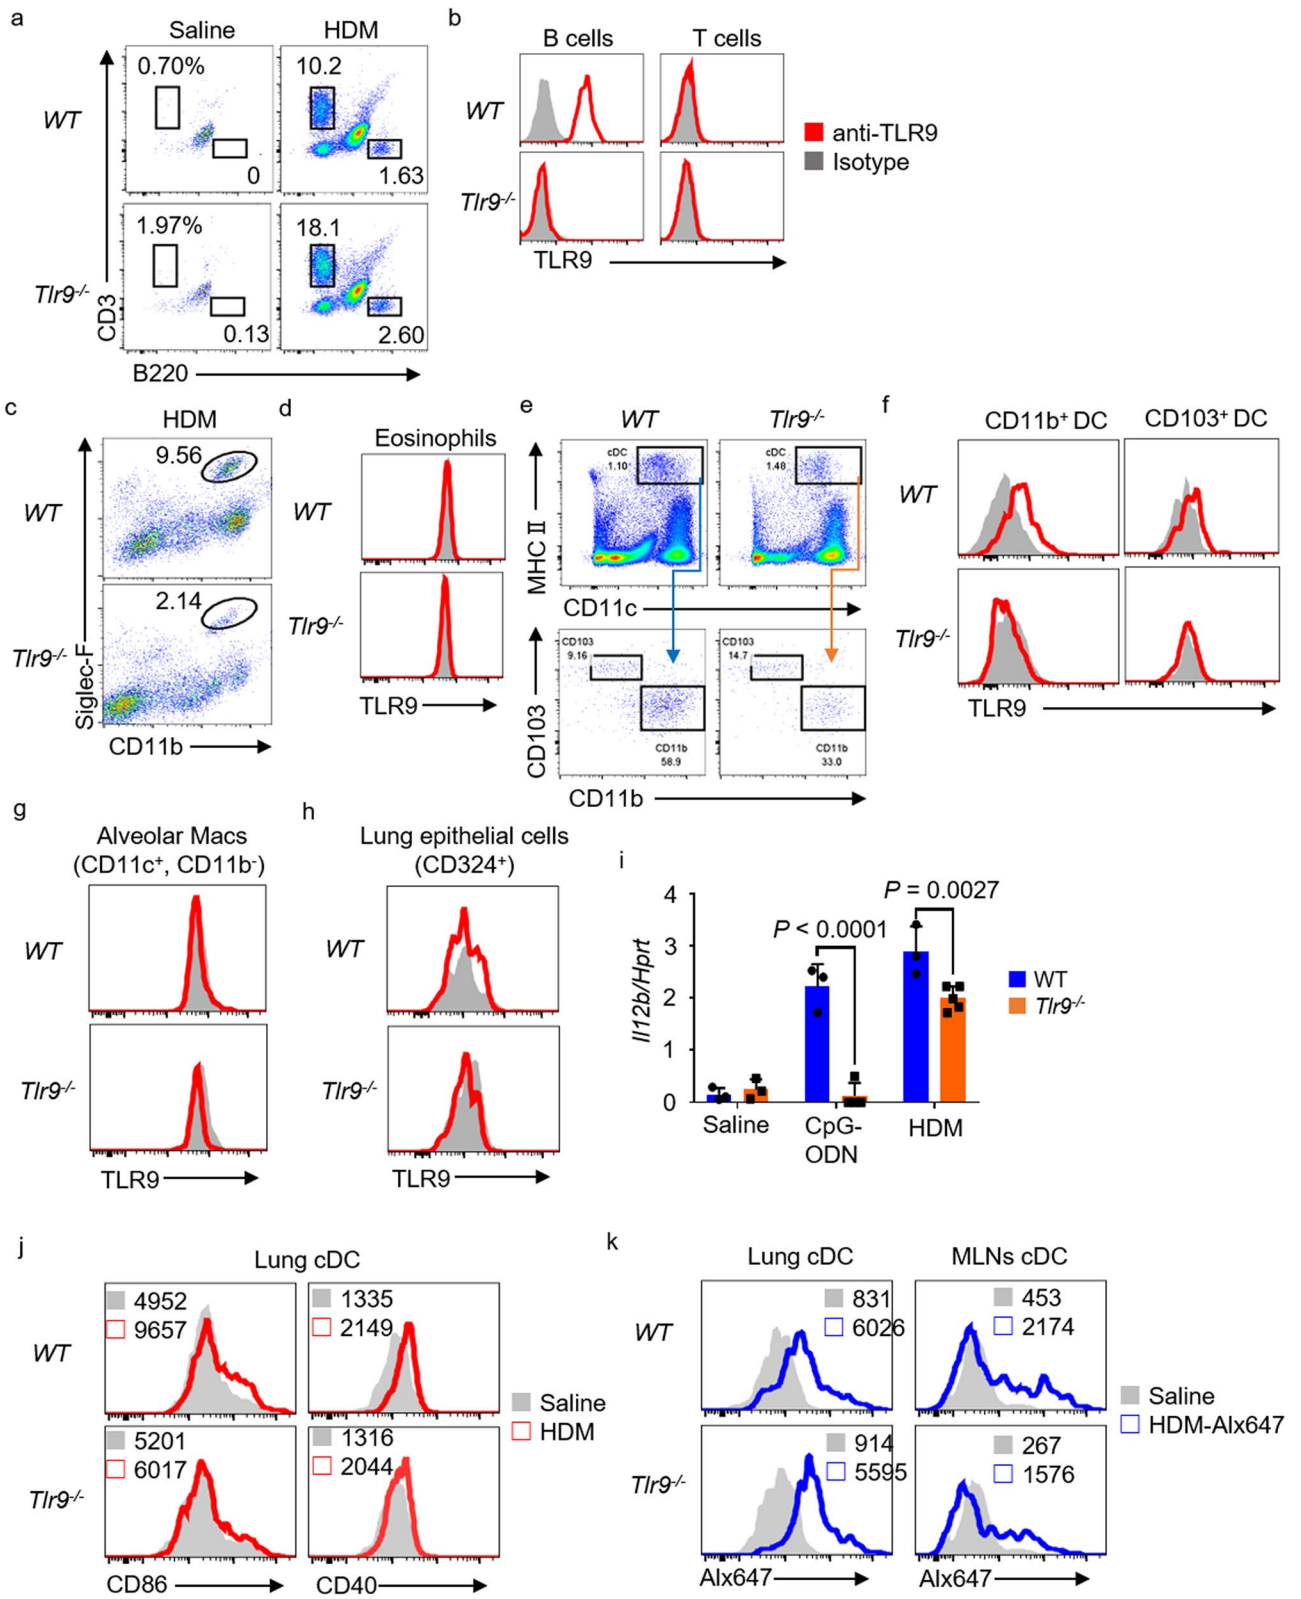 a
Saline
HDM
WT
0.70%
0
10.2
1.63
Tlr9-/-
1.97%
0.13
18.1
2.60
CD3
B220
b
B cells
T cells
WT
Tlr9-/-
TLR9
anti-TLR9
Isotype
c
HDM
WT
9.56
Tlr9-/-
2.14
Siglec-F
CD11b
d
Eosinophils
WT
Tlr9-/-
TLR9
e
WT
Tlr9-/-
cDC
1.10
cDC
1.48
MHC II
CD11c
CD103
9.16
CD11b
58.9
CD103
14.7
CD11b
33.0
CD103
CD11b
f
CD11b+ DC
CD103+ DC
WT
Tlr9-/-
TLR9
g
Alveolar Macs
(CD11c+, CD11b-)
WT
Tlr9-/-
TLR9
h
Lung epithelial cells
(CD324+)
WT
Tlr9-/-
TLR9
i
Il12b/Hprt
4
3
2
1
0
P < 0.0001
P = 0.0027
Saline
CpG-
ODN
HDM
WT
Tlr9-/-
j
Lung cDC
WT
4952
9657
1335
2149
Tlr9-/-
5201
6017
1316
2044
CD86
CD40
Saline
HDM
k
Lung cDC
MLNs cDC
WT
831
6026
453
2174
Tlr9-/-
914
5595
267
1576
Alx647
Alx647
Saline
HDM-Alx647